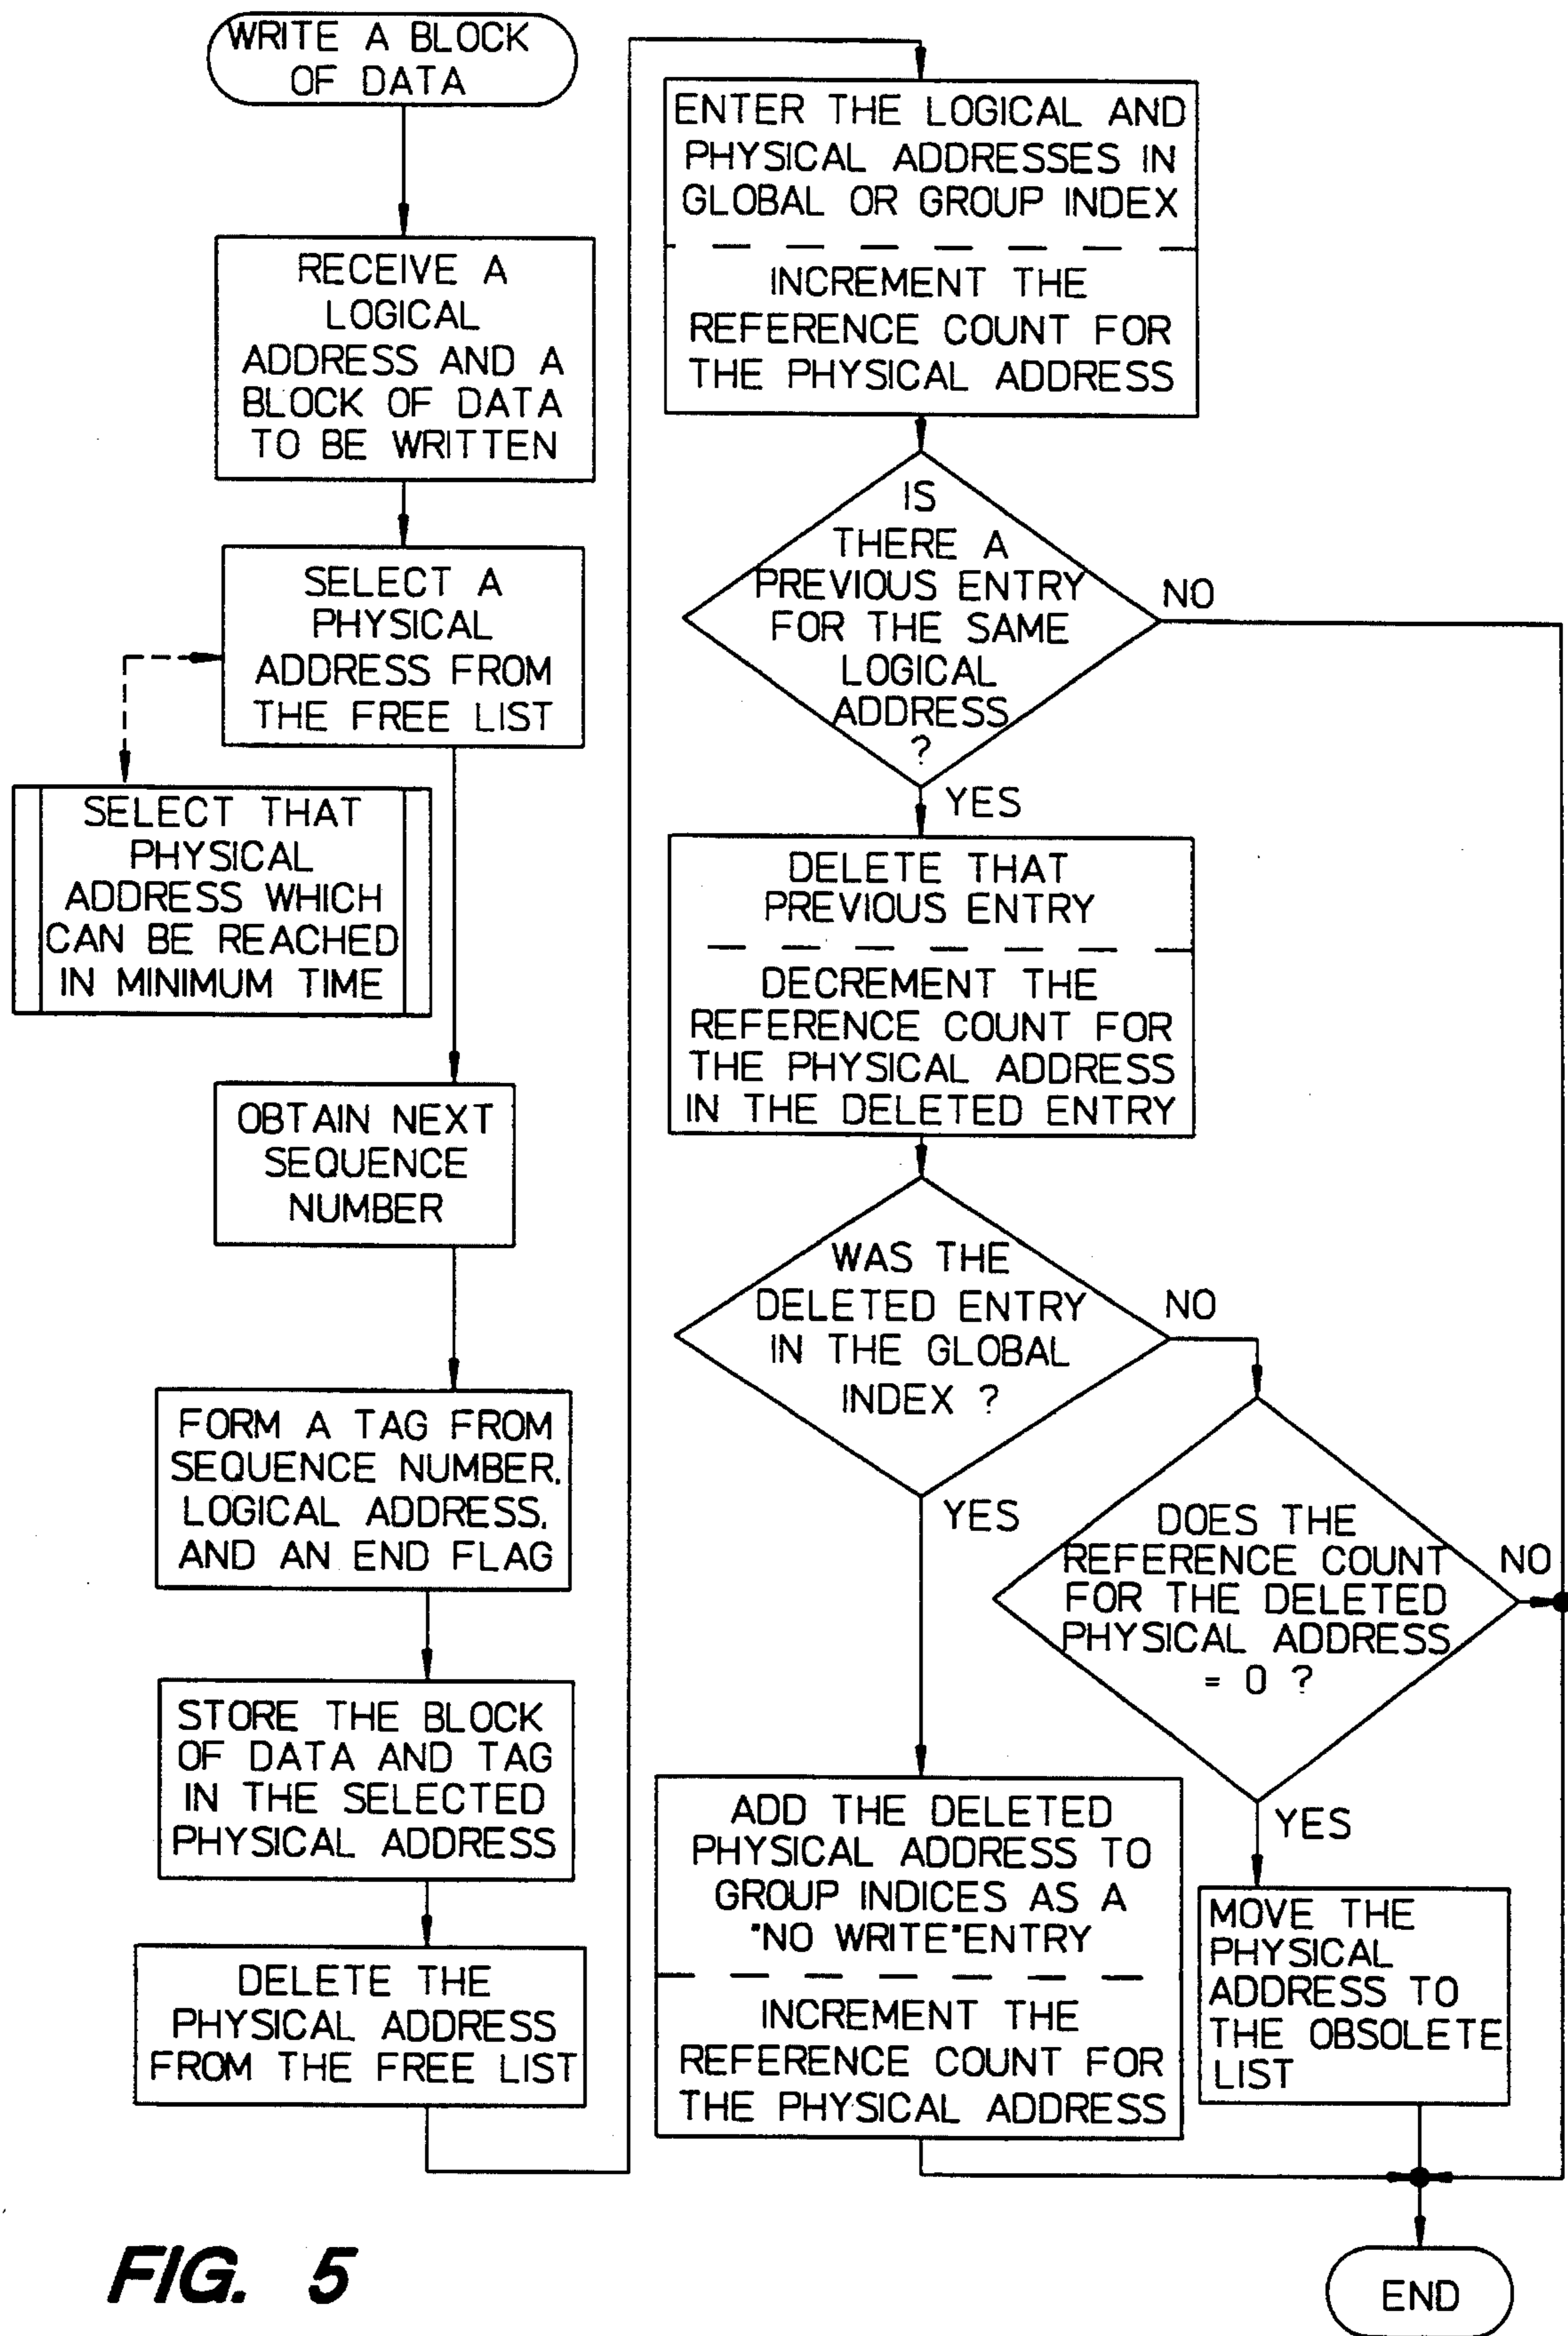 WRITE A BLOCK
OF DATA
RECEIVE A
LOGICAL
ADDRESS AND A
BLOCK OF DATA
TO BE WRITTEN
SELECT A
PHYSICAL
ADDRESS FROM
THE FREE LIST
SELECT THAT
PHYSICAL
ADDRESS WHICH
CAN BE REACHED
IN MINIMUM TIME
OBTAIN NEXT
SEQUENCE
NUMBER
FORM A TAG FROM
SEQUENCE NUMBER,
LOGICAL ADDRESS,
AND AN END FLAG
STORE THE BLOCK
OF DATA AND TAG
IN THE SELECTED
PHYSICAL ADDRESS
DELETE THE
PHYSICAL ADDRESS
FROM THE FREE LIST
ENTER THE LOGICAL AND
PHYSICAL ADDRESSES IN
GLOBAL OR GROUP INDEX
INCREMENT THE
REFERENCE COUNT FOR
THE PHYSICAL ADDRESS
IS
THERE A
PREVIOUS ENTRY
FOR THE SAME
LOGICAL
ADDRESS
?
NO
YES
DELETE THAT
PREVIOUS ENTRY
DECREMENT THE
REFERENCE COUNT FOR
THE PHYSICAL ADDRESS
IN THE DELETED ENTRY
WAS THE
DELETED ENTRY
IN THE GLOBAL
INDEX ?
NO
YES
DOES THE
REFERENCE COUNT
FOR THE DELETED
PHYSICAL ADDRESS
= 0 ?
NO
YES
ADD THE DELETED
PHYSICAL ADDRESS TO
GROUP INDICES AS A
"NO WRITE" ENTRY
INCREMENT THE
REFERENCE COUNT FOR
THE PHYSICAL ADDRESS
MOVE THE
PHYSICAL
ADDRESS TO
THE OBSOLETE
LIST
END
FIG. 5